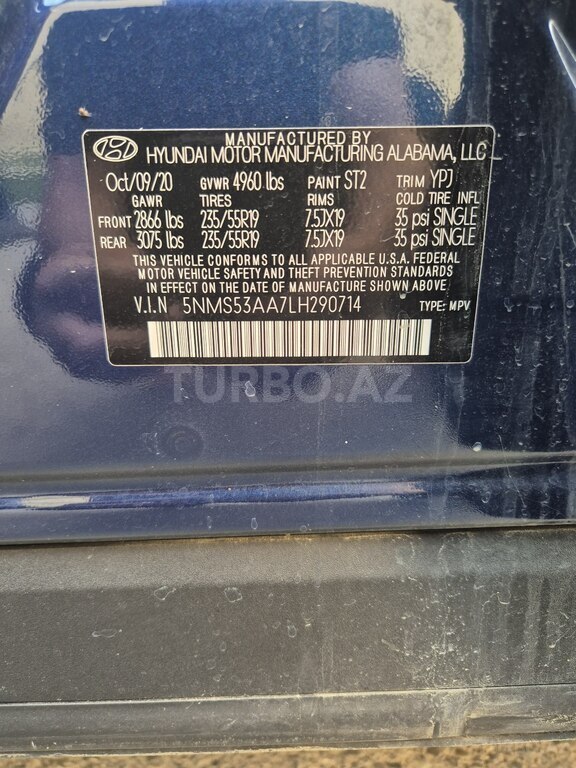 MANUFACTURED BY
HYUNDAI MOTOR MANUFACTURING ALABAMA, LLC
Oct/09/20 GVWR 4960 lbs PAINT ST2 TRIM YPJ
GAWR TIRES RIMS COLD TIRE INFL
FRONT 2866 lbs 235/55R19 7.5JX19 35 psi SINGLE
REAR 3075 lbs 235/55R19 7.5JX19 35 psi SINGLE
THIS VEHICLE CONFORMS TO ALL APPLICABLE U.S.A. FEDERAL
MOTOR VEHICLE SAFETY AND THEFT PREVENTION STANDARDS
IN EFFECT ON THE DATE OF MANUFACTURE SHOWN ABOVE
V.I.N 5NMS53AA7LH290714 TYPE: MPV
TURBO.AZ